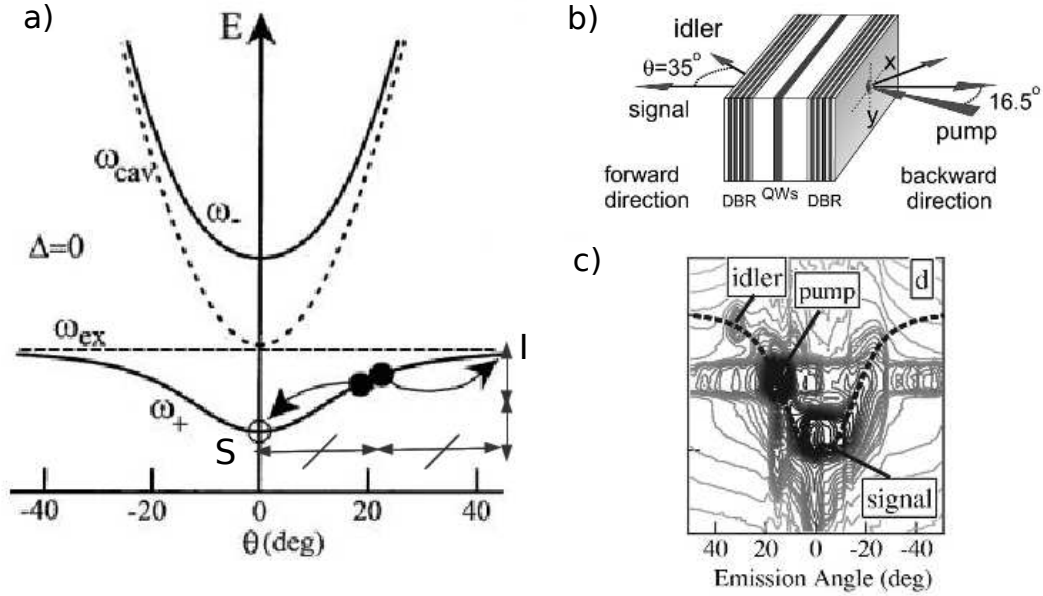 a)
E
ω_cav
ω_-
Δ=0
ω_ex
I
ω_+
S
-40 -20 0 20 40
θ(deg)
b)
idler
θ=35°
signal
x
y
16.5°
pump
forward
direction
backward
direction
DBR QWs DBR
c)
idler
pump
d
signal
40 20 0 -20 -40
Emission Angle (deg)